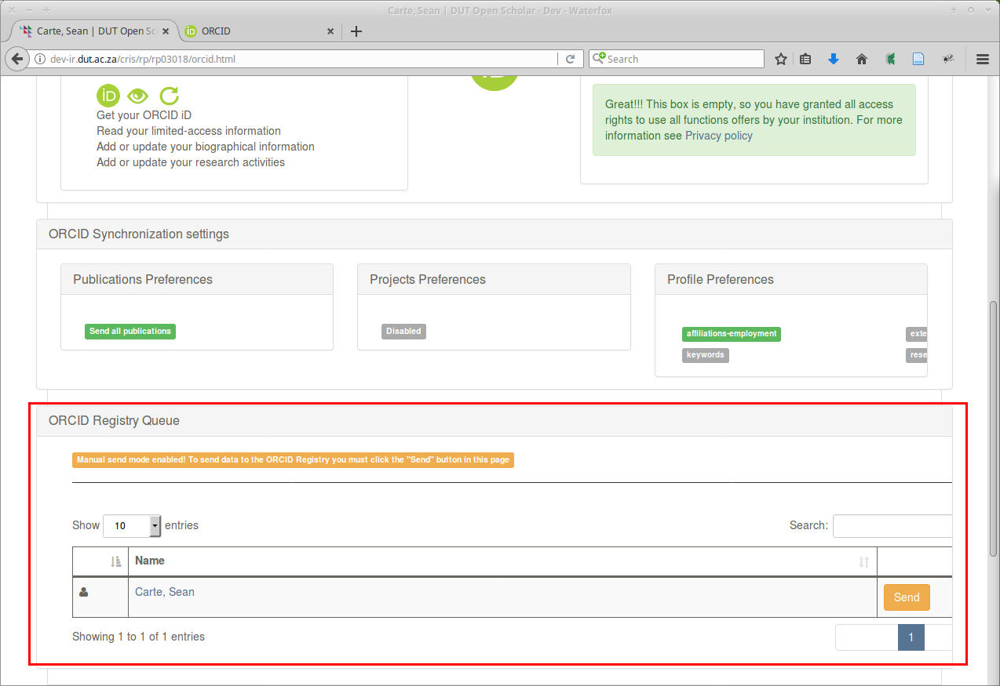 Carte, Sean | DUT Open Scholar - Dev - Waterfox
Carte, Sean | DUT Open Sc
iD ORCID
dev-ir.dut.ac.za/cris/rp/rp03018/orcid.html
Search
iD
Get your ORCID iD
Read your limited-access information
Add or update your biographical information
Add or update your research activities
Great!!! This box is empty, so you have granted all access
rights to use all functions offers by your institution. For more
information see Privacy policy
ORCID Synchronization settings
Publications Preferences
Send all publications
Projects Preferences
Disabled
Profile Preferences
affiliations-employment
exte
keywords
rese
ORCID Registry Queue
Manual send mode enabled! To send data to the ORCID Registry you must click the "Send" button in this page
Show 10 entries
Search:
Name
Carte, Sean
Send
Showing 1 to 1 of 1 entries
1